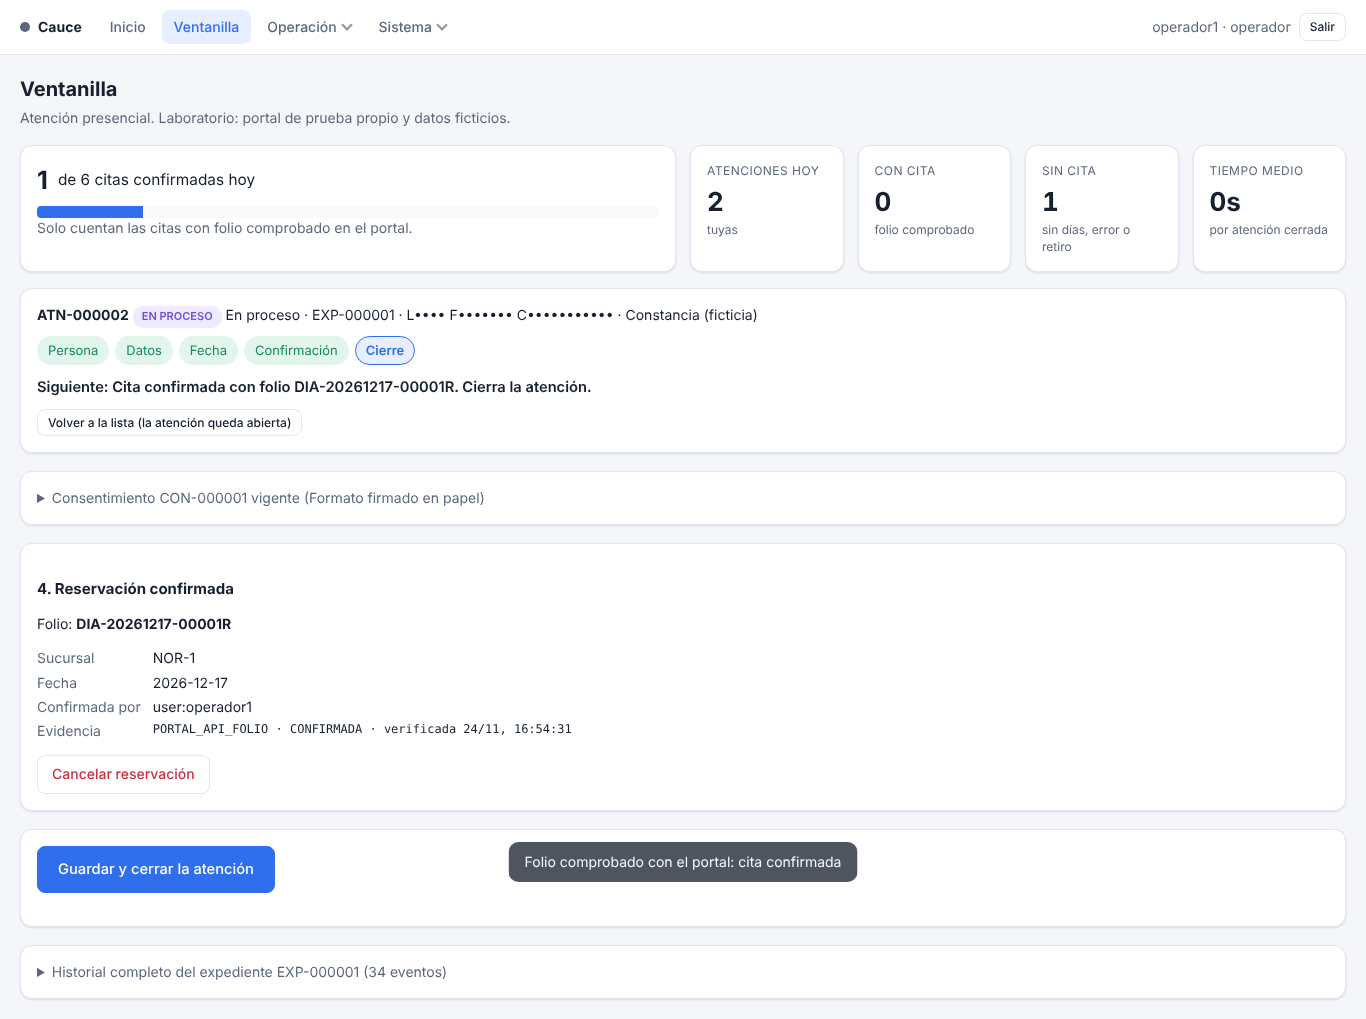 Cauce Inicio Ventanilla Operación Sistema operador1 · operador Salir
Ventanilla
Atención presencial. Laboratorio: portal de prueba propio y datos ficticios.
1 de 6 citas confirmadas hoy
Solo cuentan las citas con folio comprobado en el portal.
ATENCIONES HOY
2
tuyas
CON CITA
0
folio comprobado
SIN CITA
1
sin días, error o
retiro
TIEMPO MEDIO
0s
por atención cerrada
ATN-000002 EN PROCESO En proceso · EXP-000001 · L•••• F••••••• C••••••••••• · Constancia (ficticia)
Persona Datos Fecha Confirmación Cierre
Siguiente: Cita confirmada con folio DIA-20261217-00001R. Cierra la atención.
Volver a la lista (la atención queda abierta)
Consentimiento CON-000001 vigente (Formato firmado en papel)
4. Reservación confirmada
Folio: DIA-20261217-00001R
Sucursal NOR-1
Fecha 2026-12-17
Confirmada por user:operador1
Evidencia PORTAL_API_FOLIO · CONFIRMADA · verificada 24/11, 16:54:31
Cancelar reservación
Guardar y cerrar la atención
Folio comprobado con el portal: cita confirmada
Historial completo del expediente EXP-000001 (34 eventos)